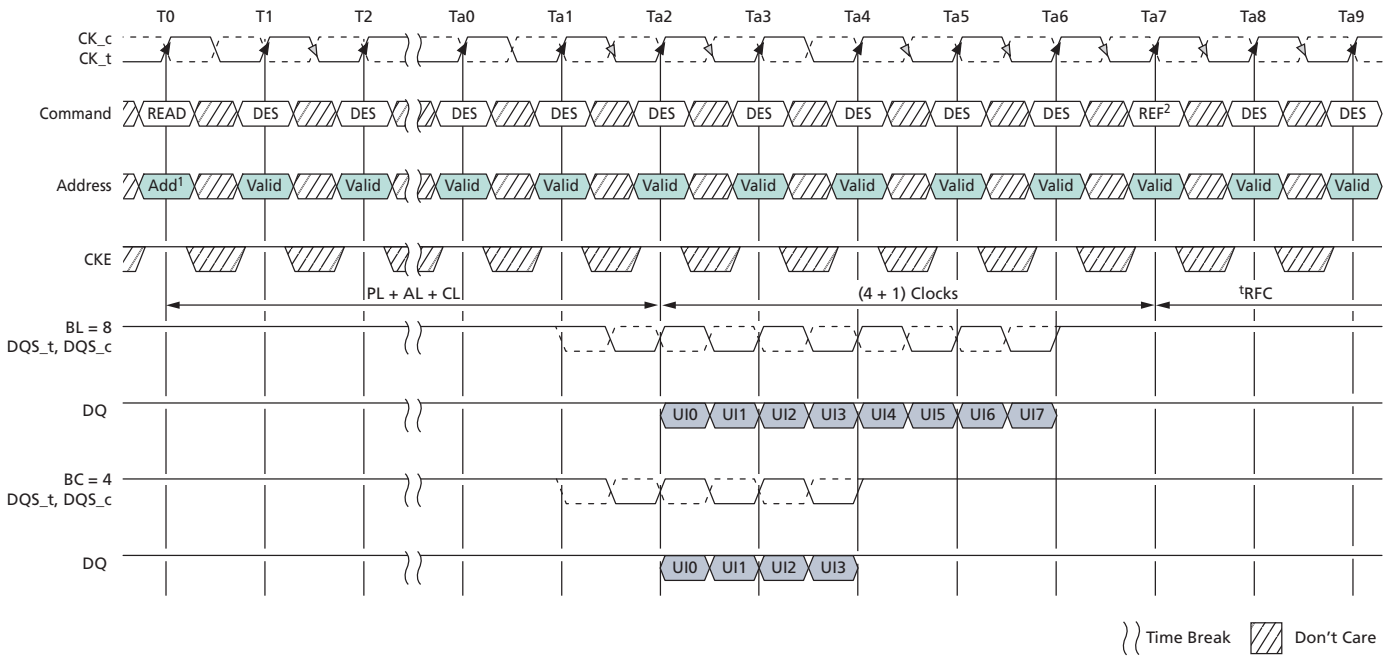 T0 T1 T2 Ta0 Ta1 Ta2 Ta3 Ta4 Ta5 Ta6 Ta7 Ta8 Ta9
CK_c
CK_t
Command READ DES DES DES DES DES DES DES DES DES REF² DES DES
Address Add¹ Valid Valid Valid Valid Valid Valid Valid Valid Valid Valid Valid Valid
CKE
PL + AL + CL (4 + 1) Clocks ᵗRFC
BL = 8
DQS_t, DQS_c
DQ UI0 UI1 UI2 UI3 UI4 UI5 UI6 UI7
BC = 4
DQS_t, DQS_c
DQ UI0 UI1 UI2 UI3
Time Break Don't Care